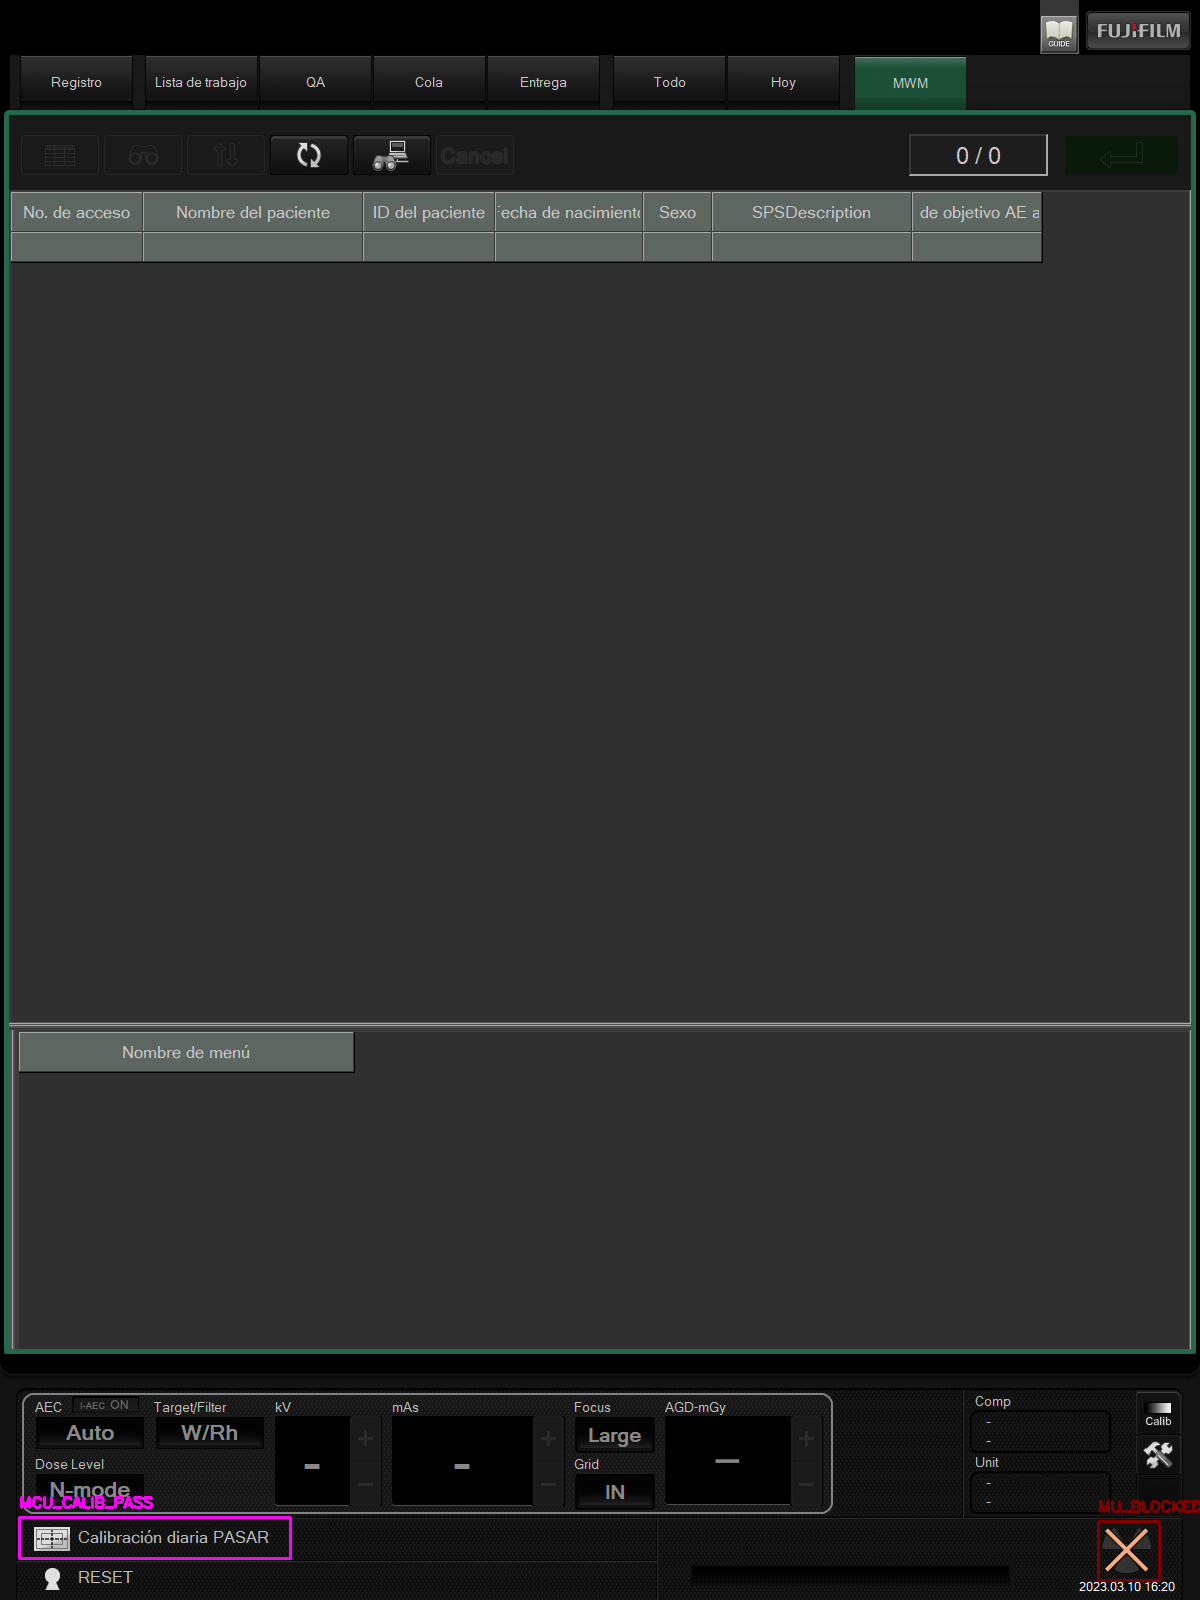 GUIDE
FUJIFILM
Registro
Lista de trabajo
QA
Cola
Entrega
Todo
Hoy
MWM
Cancel
0 / 0
No. de acceso
Nombre del paciente
ID del paciente
Fecha de nacimiento
Sexo
SPSDescription
de objetivo AE a
Nombre de menú
AEC
I-AEC ON
Target/Filter
kV
mAs
Focus
AGD-mGy
Comp
Auto
W/Rh
-
-
Large
—
-
-
Calib
Dose Level
Grid
Unit
N-mode
IN
-
-
MCU_CALIB_PASS
MU_BLOCKED
Calibración diaria PASAR
RESET
2023.03.10 16:20